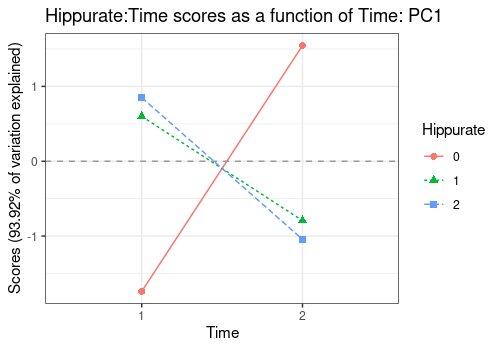 Hippurate:Time scores as a function of Time: PC1
Scores (93.92% of variation explained)
1
0
-1
1
2
Time
Hippurate
0
1
2